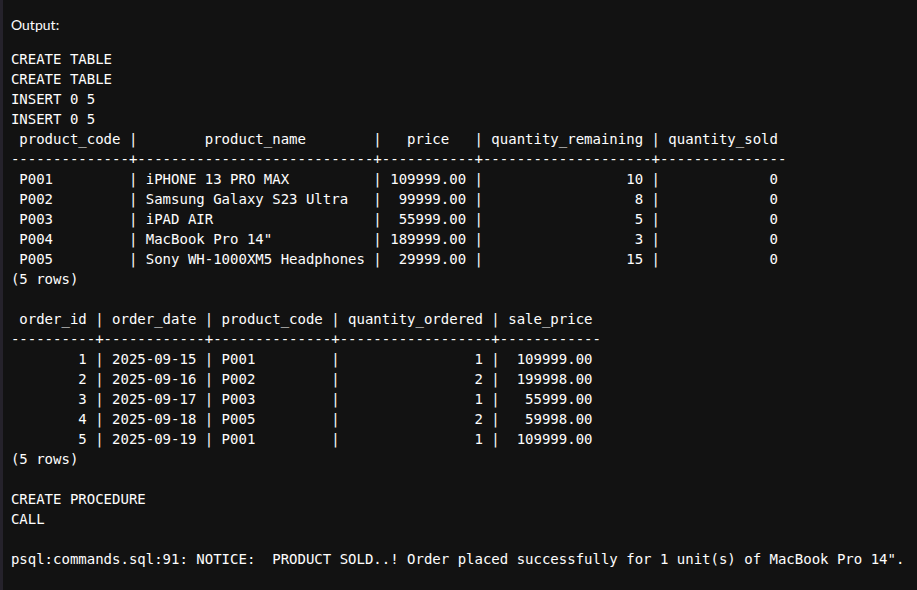 Output:
CREATE TABLE
CREATE TABLE
INSERT 0 5
INSERT 0 5
 product_code |        product_name        |   price   | quantity_remaining | quantity_sold
--------------+----------------------------+-----------+--------------------+---------------
 P001         | iPHONE 13 PRO MAX          | 109999.00 |                 10 |             0
 P002         | Samsung Galaxy S23 Ultra   |  99999.00 |                  8 |             0
 P003         | iPAD AIR                   |  55999.00 |                  5 |             0
 P004         | MacBook Pro 14"            | 189999.00 |                  3 |             0
 P005         | Sony WH-1000XM5 Headphones |  29999.00 |                 15 |             0
(5 rows)
 order_id | order_date | product_code | quantity_ordered | sale_price
----------+------------+--------------+------------------+------------
        1 | 2025-09-15 | P001         |                1 |  109999.00
        2 | 2025-09-16 | P002         |                2 |  199998.00
        3 | 2025-09-17 | P003         |                1 |   55999.00
        4 | 2025-09-18 | P005         |                2 |   59998.00
        5 | 2025-09-19 | P001         |                1 |  109999.00
(5 rows)
CREATE PROCEDURE
CALL
psql:commands.sql:91: NOTICE:  PRODUCT SOLD..! Order placed successfully for 1 unit(s) of MacBook Pro 14".